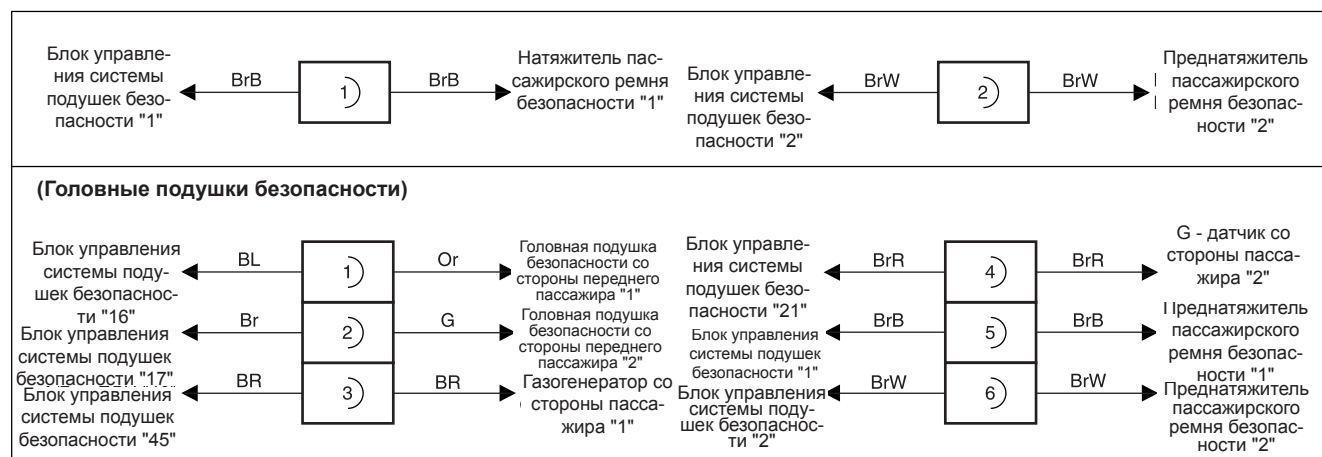 Блок управле-
ния системы
подушек безо-
пасности "1"
BrB
1
BrB
Натяжитель пас-
сажирского ремня
безопасности "1"
Блок управле-
ния системы
подушек безо-
пасности "2"
BrW
2
BrW
Преднатяжитель
пассажирского
ремня безопас-
ности "2"
(Головные подушки безопасности)
Блок управления
системы поду-
шек безопаснос-
ти "16"
BL
1
Or
Головная подушка
безопасности со
стороны переднего
пассажира "1"
Блок управления
системы подушек
безопасности "17"
Br
2
G
Головная подушка
безопасности со
стороны переднего
пассажира "2"
Блок управления
системы подушек
безопасности "45"
BR
3
BR
Газогенератор со
стороны пасса-
жира "1"
Блок управле-
ния системы
подушек безо-
пасности "21"
BrR
4
BrR
G - датчик со
стороны пасса-
жира "2"
Блок управления
системы подушек
безопасности "1"
BrB
5
BrB
Преднатяжитель
пассажирского
ремня безопас-
ности "1"
Блок управления
системы поду-
шек безопаснос-
ти "2"
BrW
6
BrW
Преднатяжитель
пассажирского
ремня безопас-
ности "2"